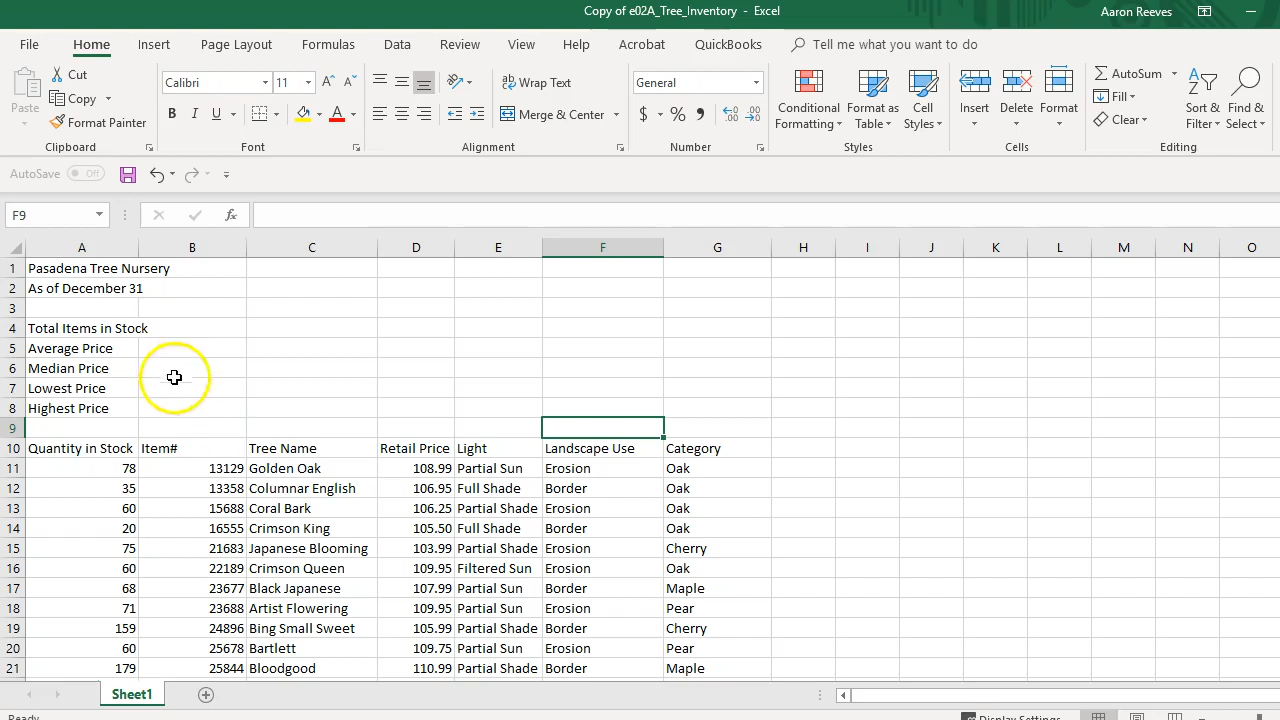 Copy of e02A_Tree_Inventory - Excel
Aaron Reeves
File Home Insert Page Layout Formulas Data Review View Help Acrobat QuickBooks Tell me what you want to do
Paste
Cut
Copy
Format Painter
Clipboard
Calibri 11
B I U
Font
Wrap Text
Merge & Center
Alignment
General
$ % ,
Number
Conditional Formatting
Format as Table
Cell Styles
Styles
Insert
Delete
Format
Cells
AutoSum
Fill
Clear
Sort & Filter
Find & Select
Editing
AutoSave Off
F9 fx
A B C D E F G H I J K L M N O
1 Pasadena Tree Nursery
2 As of December 31
3
4 Total Items in Stock
5 Average Price
6 Median Price
7 Lowest Price
8 Highest Price
9
10 Quantity in Stock Item# Tree Name Retail Price Light Landscape Use Category
11 78 13129 Golden Oak 108.99 Partial Sun Erosion Oak
12 35 13358 Columnar English 106.95 Full Shade Border Oak
13 60 15688 Coral Bark 106.25 Partial Shade Erosion Oak
14 20 16555 Crimson King 105.50 Full Shade Border Oak
15 75 21683 Japanese Blooming 103.99 Partial Shade Erosion Cherry
16 60 22189 Crimson Queen 109.95 Filtered Sun Erosion Oak
17 68 23677 Black Japanese 107.99 Partial Sun Border Maple
18 71 23688 Artist Flowering 109.95 Partial Sun Erosion Pear
19 159 24896 Bing Small Sweet 105.99 Partial Shade Border Cherry
20 60 25678 Bartlett 109.75 Partial Sun Erosion Pear
21 179 25844 Bloodgood 110.99 Partial Shade Border Maple
Sheet1
Ready Display Settings